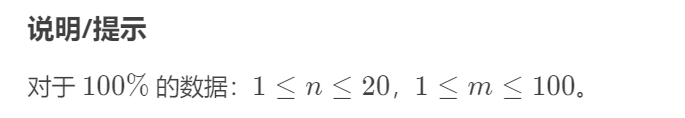 说明/提示
对于 100% 的数据：1 ≤ n ≤ 20，1 ≤ m ≤ 100。